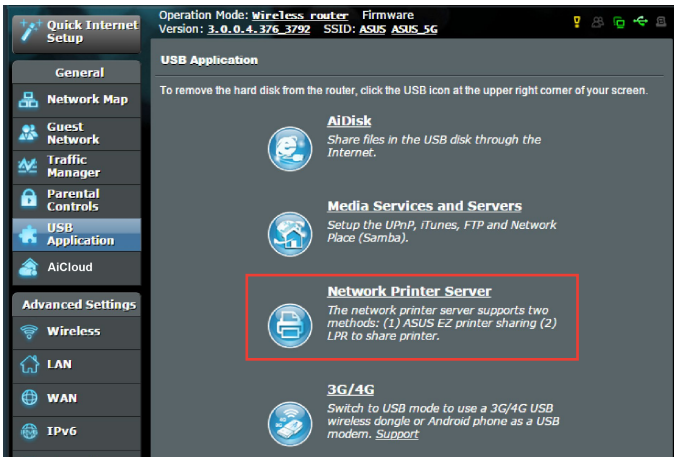 Quick Internet
Setup
Operation Mode: Wireless router Firmware
Version: 3.0.0.4.376_3792 SSID: ASUS ASUS_5G
General
Network Map
Guest
Network
Traffic
Manager
Parental
Controls
USB
Application
AiCloud
Advanced Settings
Wireless
LAN
WAN
IPv6
USB Application
To remove the hard disk from the router, click the USB icon at the upper right corner of your screen.
AiDisk
Share files in the USB disk through the
Internet.
Media Services and Servers
Setup the UPnP, iTunes, FTP and Network
Place (Samba).
Network Printer Server
The network printer server supports two
methods: (1) ASUS EZ printer sharing (2)
LPR to share printer.
3G/4G
Switch to USB mode to use a 3G/4G USB
wireless dongle or Android phone as a USB
modem. Support